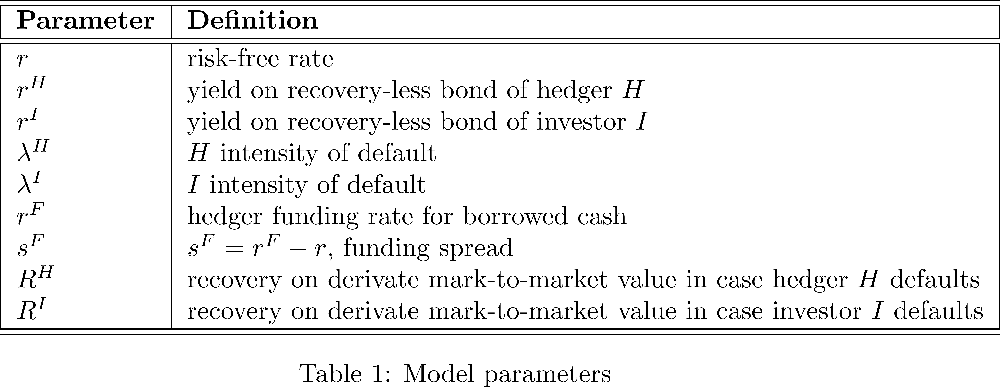 Parameter Definition
r risk-free rate
r^H yield on recovery-less bond of hedger H
r^I yield on recovery-less bond of investor I
λ^H H intensity of default
λ^I I intensity of default
r^F hedger funding rate for borrowed cash
s^F s^F = r^F − r, funding spread
R^H recovery on derivate mark-to-market value in case hedger H defaults
R^I recovery on derivate mark-to-market value in case investor I defaults
Table 1: Model parameters